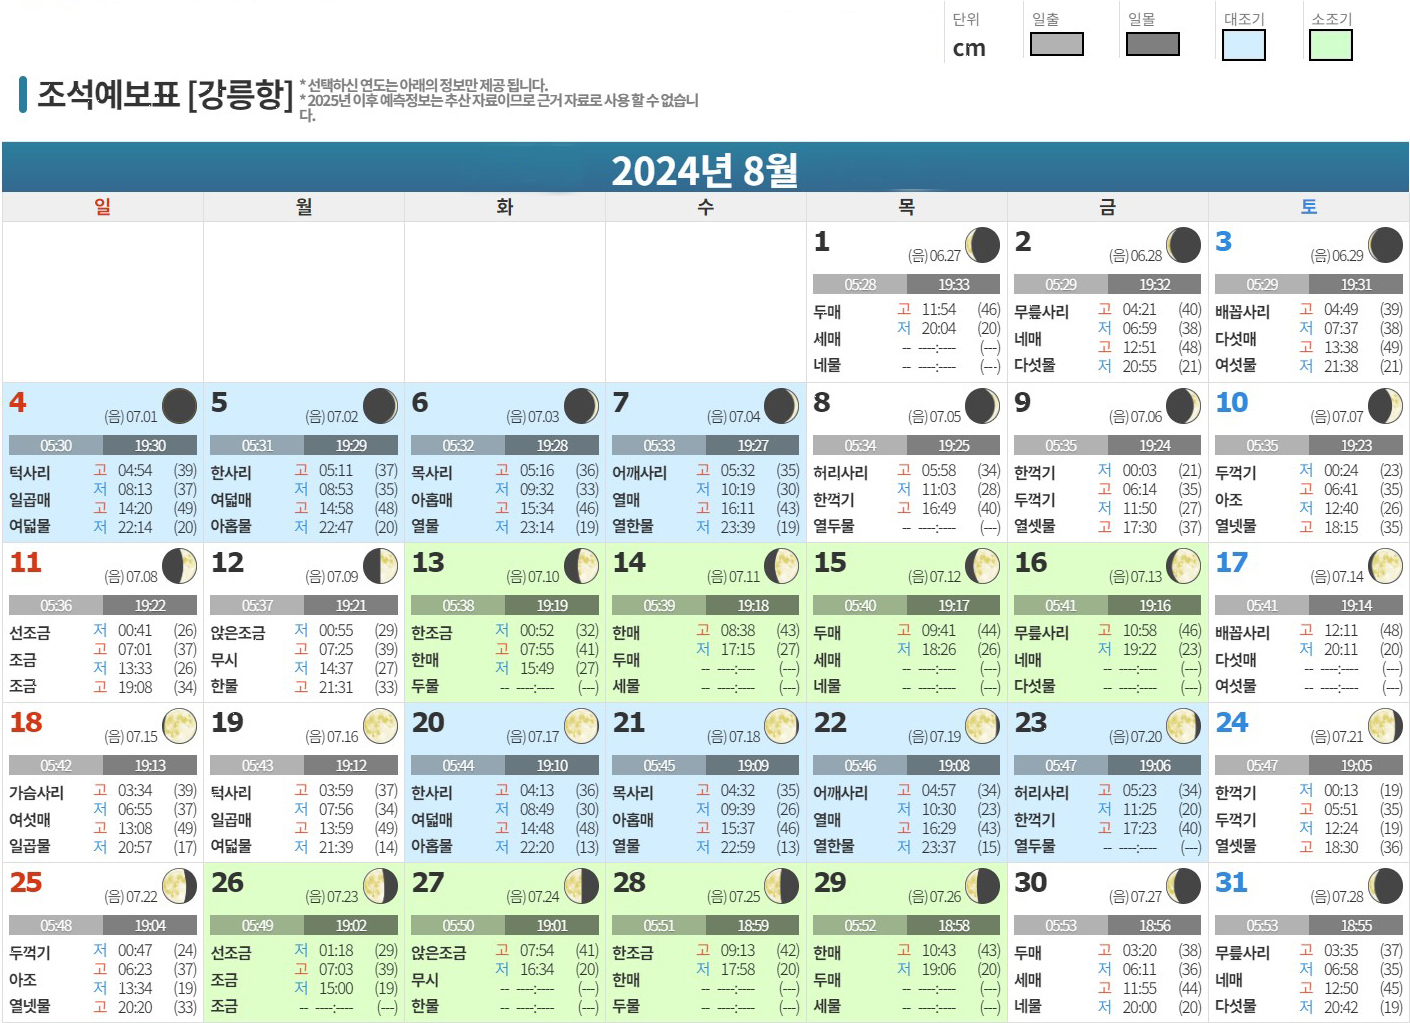 단위 일출 일몰 대조기 소조기
cm
조석예보표 [강릉항]
* 선택하신 연도는 아래의 정보만 제공 됩니다.
* 2025년 이후 예측정보는 추산 자료이므로 근거 자료로 사용 할 수 없습니
다.
2024년 8월
일 월 화 수 목 금 토
1 (음) 06.27
05:28 19:33
두매 고 11:54 (46)
세매 저 20:04 (20)
-- ----:---- (---)
네물 -- ----:---- (---)
2 (음) 06.28
05:29 19:32
무릎사리 고 04:21 (40)
네매 저 06:59 (38)
고 12:51 (48)
다섯물 저 20:55 (21)
3 (음) 06.29
05:29 19:31
배꼽사리 고 04:49 (39)
다섯매 저 07:37 (38)
고 13:38 (49)
여섯물 저 21:38 (21)
4 (음) 07.01
05:30 19:30
턱사리 고 04:54 (39)
일곱매 저 08:13 (37)
고 14:20 (49)
여덟물 저 22:14 (20)
5 (음) 07.02
05:31 19:29
한사리 고 05:11 (37)
여덟매 저 08:53 (35)
고 14:58 (48)
아홉물 저 22:47 (20)
6 (음) 07.03
05:32 19:28
목사리 고 05:16 (36)
아홉매 저 09:32 (33)
고 15:34 (46)
열물 저 23:14 (19)
7 (음) 07.04
05:33 19:27
어깨사리 고 05:32 (35)
열매 저 10:19 (30)
고 16:11 (43)
열한물 저 23:39 (19)
8 (음) 07.05
05:34 19:25
허리사리 고 05:58 (34)
한꺽기 저 11:03 (28)
고 16:49 (40)
열두물 -- ----:---- (---)
9 (음) 07.06
05:35 19:24
한꺽기 저 00:03 (21)
두꺽기 고 06:14 (35)
저 11:50 (27)
열셋물 고 17:30 (37)
10 (음) 07.07
05:35 19:23
두꺽기 저 00:24 (23)
아조 고 06:41 (35)
저 12:40 (26)
열넷물 고 18:15 (35)
11 (음) 07.08
05:36 19:22
선조금 저 00:41 (26)
조금 고 07:01 (37)
저 13:33 (26)
조금 고 19:08 (34)
12 (음) 07.09
05:37 19:21
앉은조금 저 00:55 (29)
무시 고 07:25 (39)
저 14:37 (27)
한물 고 21:31 (33)
13 (음) 07.10
05:38 19:19
한조금 저 00:52 (32)
한매 고 07:55 (41)
저 15:49 (27)
두물 -- ----:---- (---)
14 (음) 07.11
05:39 19:18
한매 고 08:38 (43)
두매 저 17:15 (27)
-- ----:---- (---)
세물 -- ----:---- (---)
15 (음) 07.12
05:40 19:17
두매 고 09:41 (44)
세매 저 18:26 (26)
-- ----:---- (---)
네물 -- ----:---- (---)
16 (음) 07.13
05:41 19:16
무릎사리 고 10:58 (46)
네매 저 19:22 (23)
-- ----:---- (---)
다섯물 -- ----:---- (---)
17 (음) 07.14
05:41 19:14
배꼽사리 고 12:11 (48)
다섯매 저 20:11 (20)
-- ----:---- (---)
여섯물 -- ----:---- (---)
18 (음) 07.15
05:42 19:13
가슴사리 고 03:34 (39)
여섯매 저 06:55 (37)
고 13:08 (49)
일곱물 저 20:57 (17)
19 (음) 07.16
05:43 19:12
턱사리 고 03:59 (37)
일곱매 저 07:56 (34)
고 13:59 (49)
여덟물 저 21:39 (14)
20 (음) 07.17
05:44 19:10
한사리 고 04:13 (36)
여덟매 저 08:49 (30)
고 14:48 (48)
아홉물 저 22:20 (13)
21 (음) 07.18
05:45 19:09
목사리 고 04:32 (35)
아홉매 저 09:39 (26)
고 15:37 (46)
열물 저 22:59 (13)
22 (음) 07.19
05:46 19:08
어깨사리 고 04:57 (34)
열매 저 10:30 (23)
고 16:29 (43)
열한물 저 23:37 (15)
23 (음) 07.20
05:47 19:06
허리사리 고 05:23 (34)
한꺽기 저 11:25 (20)
고 17:23 (40)
열두물 -- ----:---- (---)
24 (음) 07.21
05:47 19:05
한꺽기 저 00:13 (19)
두꺽기 고 05:51 (35)
저 12:24 (19)
열셋물 고 18:30 (36)
25 (음) 07.22
05:48 19:04
두꺽기 저 00:47 (24)
아조 고 06:23 (37)
저 13:34 (19)
열넷물 고 20:20 (33)
26 (음) 07.23
05:49 19:02
선조금 저 01:18 (29)
조금 고 07:03 (39)
저 15:00 (19)
조금 -- ----:---- (---)
27 (음) 07.24
05:50 19:01
앉은조금 고 07:54 (41)
무시 저 16:34 (20)
-- ----:---- (---)
한물 -- ----:---- (---)
28 (음) 07.25
05:51 18:59
한조금 고 09:13 (42)
한매 저 17:58 (20)
-- ----:---- (---)
두물 -- ----:---- (---)
29 (음) 07.26
05:52 18:58
한매 고 10:43 (43)
두매 저 19:06 (20)
-- ----:---- (---)
세물 -- ----:---- (---)
30 (음) 07.27
05:53 18:56
두매 고 03:20 (38)
세매 저 06:11 (36)
고 11:55 (44)
네물 저 20:00 (20)
31 (음) 07.28
05:53 18:55
무릎사리 고 03:35 (37)
네매 저 06:58 (35)
고 12:50 (45)
다섯물 저 20:42 (19)